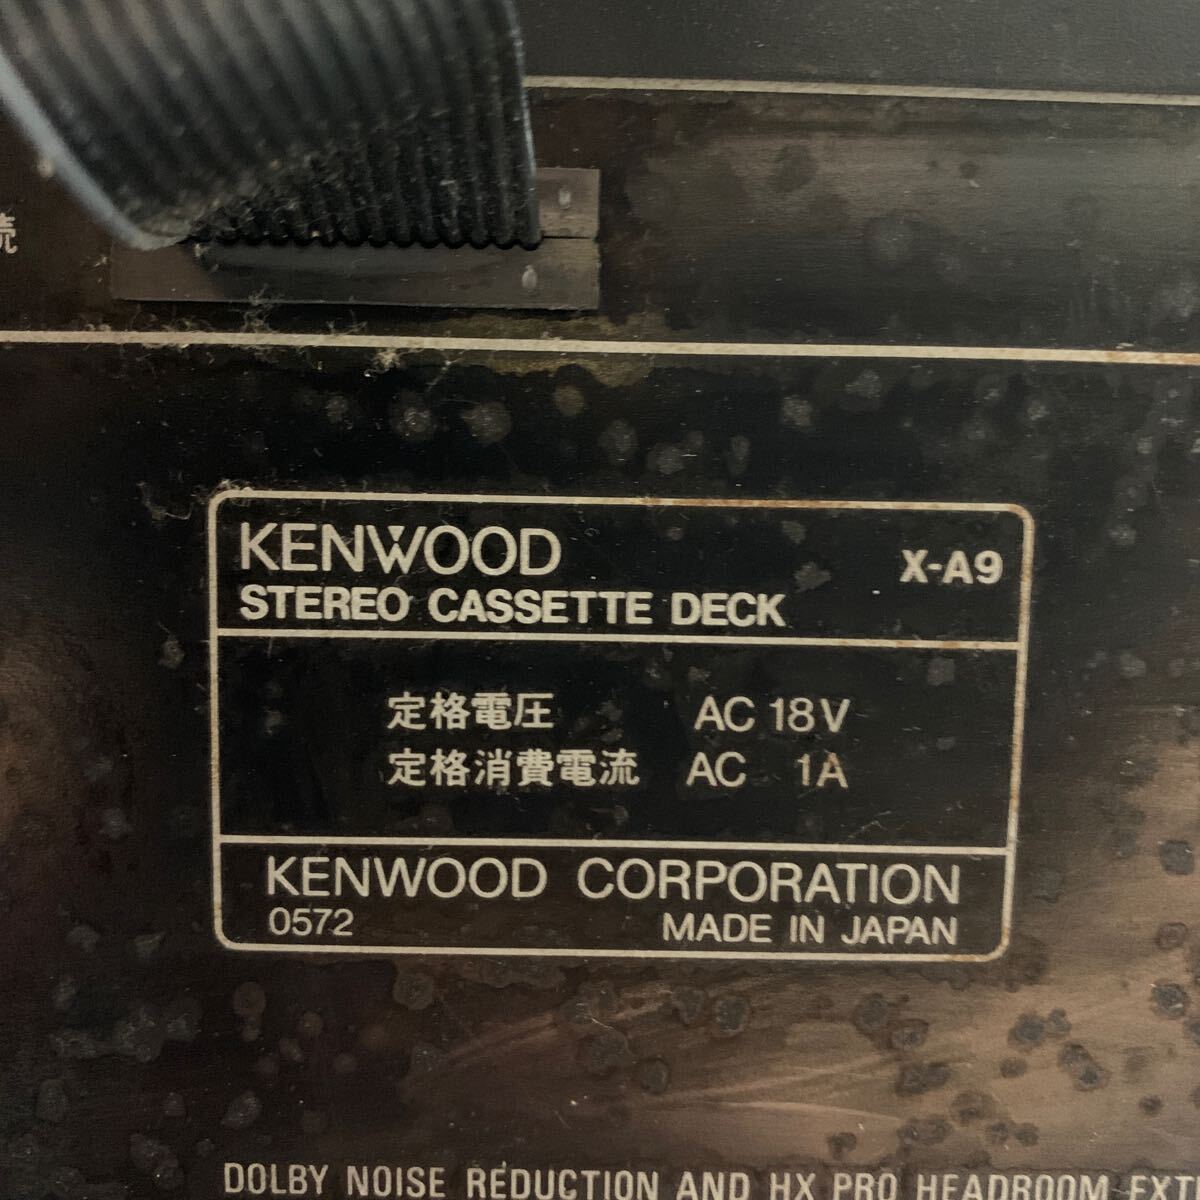 続
KENWOOD X-A9
STEREO CASSETTE DECK
定格電圧 AC 18V
定格消費電流 AC 1A
KENWOOD CORPORATION
0572 MADE IN JAPAN
DOLBY NOISE REDUCTION AND HX PRO HEADROOM EXT